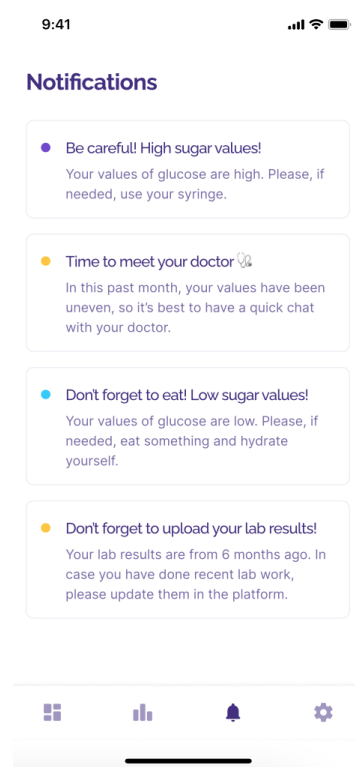 9:41
Notifications
Be careful! High sugar values!
Your values of glucose are high. Please, if
needed, use your syringe.
Time to meet your doctor 🩺
In this past month, your values have been
uneven, so it's best to have a quick chat
with your doctor.
Don't forget to eat! Low sugar values!
Your values of glucose are low. Please, if
needed, eat something and hydrate
yourself.
Don't forget to upload your lab results!
Your lab results are from 6 months ago. In
case you have done recent lab work,
please update them in the platform.